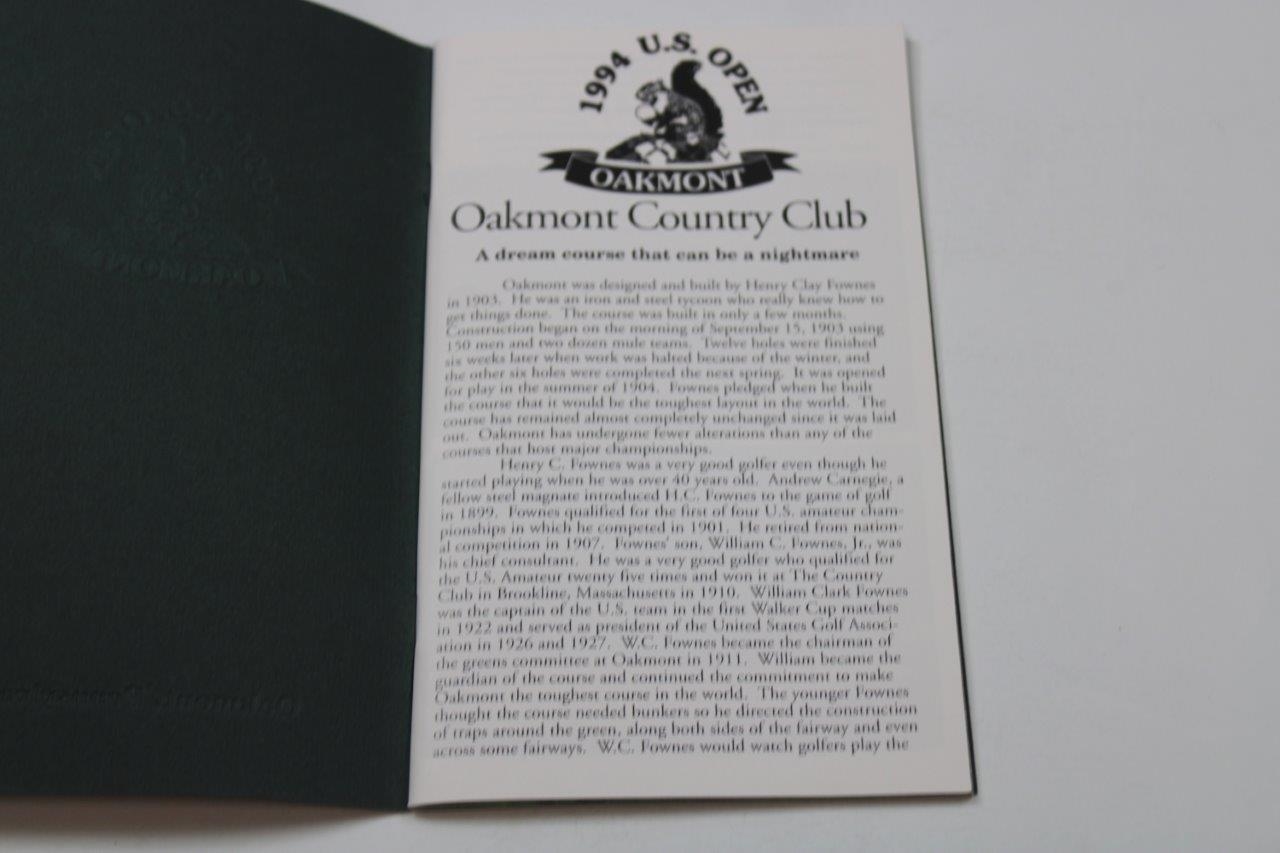 1994 U.S. OPEN
OAKMONT
Oakmont Country Club
A dream course that can be a nightmare
Oakmont was designed and built by Henry Clay Fownes
in 1903. He was an iron and steel tycoon who really knew how to
get things done. The course was built in only a few months.
Construction began on the morning of September 15, 1903 using
150 men and two dozen mule teams. Twelve holes were finished
six weeks later when work was halted because of the winter, and
the other six holes were completed the next spring. It was opened
for play in the summer of 1904. Fownes pledged when he built
the course that it would be the toughest layout in the world. The
course has remained almost completely unchanged since it was laid
out. Oakmont has undergone fewer alterations than any of the
courses that host major championships.
Henry C. Fownes was a very good golfer even though he
started playing when he was over 40 years old. Andrew Carnegie, a
fellow steel magnate introduced H.C. Fownes to the game of golf
in 1899. Fownes qualified for the first of four U.S. amateur cham-
pionships in which he competed in 1901. He retired from nation-
al competition in 1907. Fownes' son, William C. Fownes, Jr., was
his chief consultant. He was a very good golfer who qualified for
the U.S. Amateur twenty five times and won it at The Country
Club in Brookline, Massachusetts in 1910. William Clark Fownes
was the captain of the U.S. team in the first Walker Cup matches
in 1922 and served as president of the United States Golf Associ-
ation in 1926 and 1927. W.C. Fownes became the chairman of
the greens committee at Oakmont in 1911. William became the
guardian of the course and continued the commitment to make
Oakmont the toughest course in the world. The younger Fownes
thought the course needed bunkers so he directed the construction
of traps around the green, along both sides of the fairway and even
across some fairways. W.C. Fownes would watch golfers play the